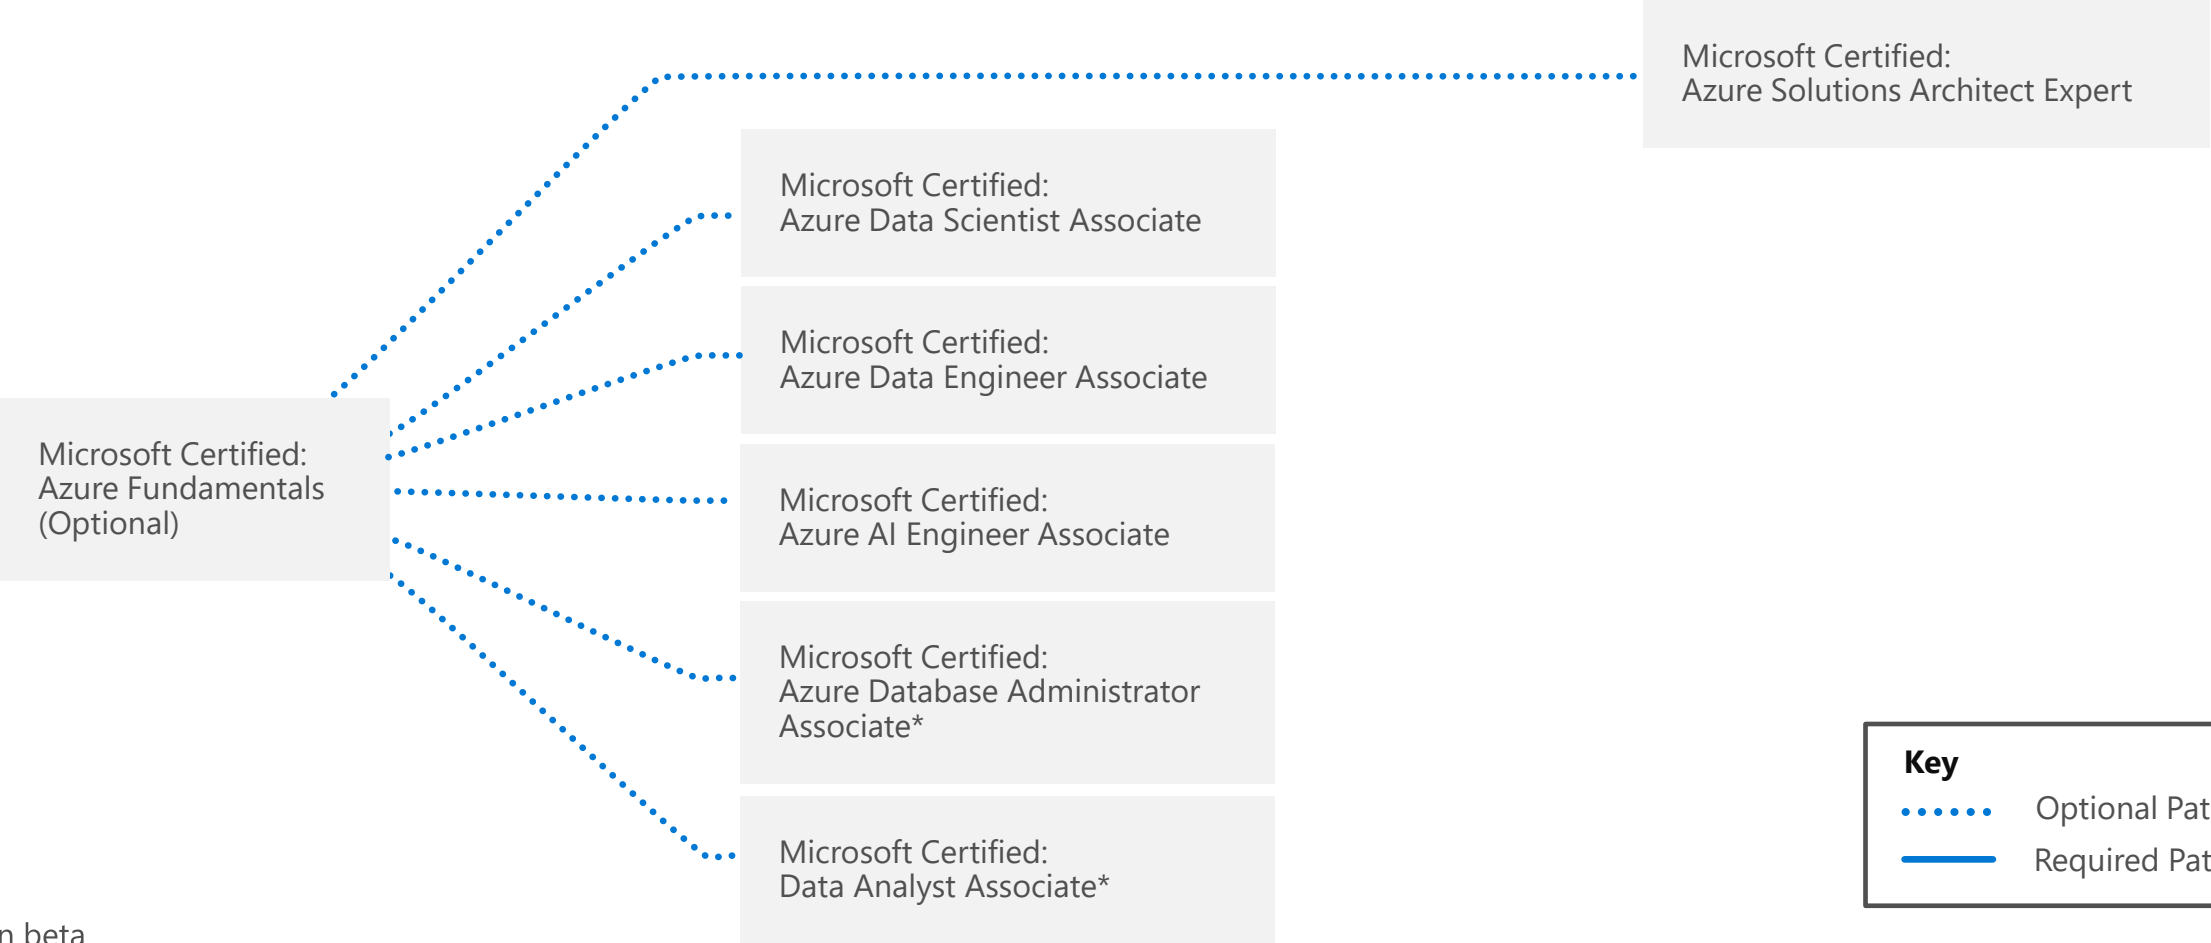 Microsoft Certified:
Azure Solutions Architect Expert
Microsoft Certified:
Azure Data Scientist Associate
Microsoft Certified:
Azure Data Engineer Associate
Microsoft Certified:
Azure Fundamentals
(Optional)
Microsoft Certified:
Azure AI Engineer Associate
Microsoft Certified:
Azure Database Administrator
Associate*
Microsoft Certified:
Data Analyst Associate*
Key
Optional Pat
Required Pat
n beta